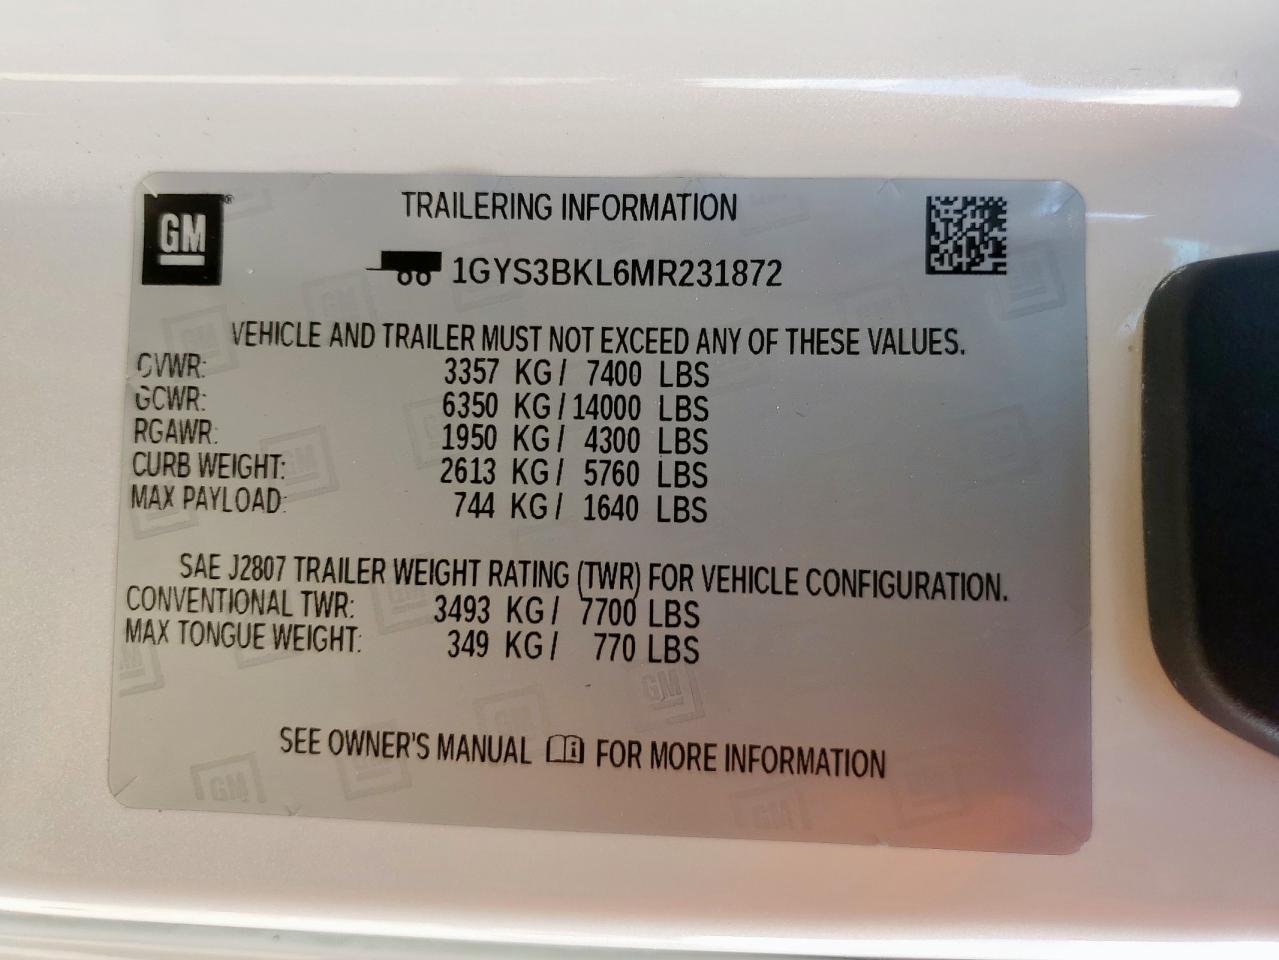 GM®
TRAILERING INFORMATION
1GYS3BKL6MR231872
VEHICLE AND TRAILER MUST NOT EXCEED ANY OF THESE VALUES.
GVWR: 3357 KG / 7400 LBS
GCWR: 6350 KG / 14000 LBS
RGAWR: 1950 KG / 4300 LBS
CURB WEIGHT: 2613 KG / 5760 LBS
MAX PAYLOAD: 744 KG / 1640 LBS
SAE J2807 TRAILER WEIGHT RATING (TWR) FOR VEHICLE CONFIGURATION.
CONVENTIONAL TWR: 3493 KG / 7700 LBS
MAX TONGUE WEIGHT: 349 KG / 770 LBS
SEE OWNER'S MANUAL FOR MORE INFORMATION